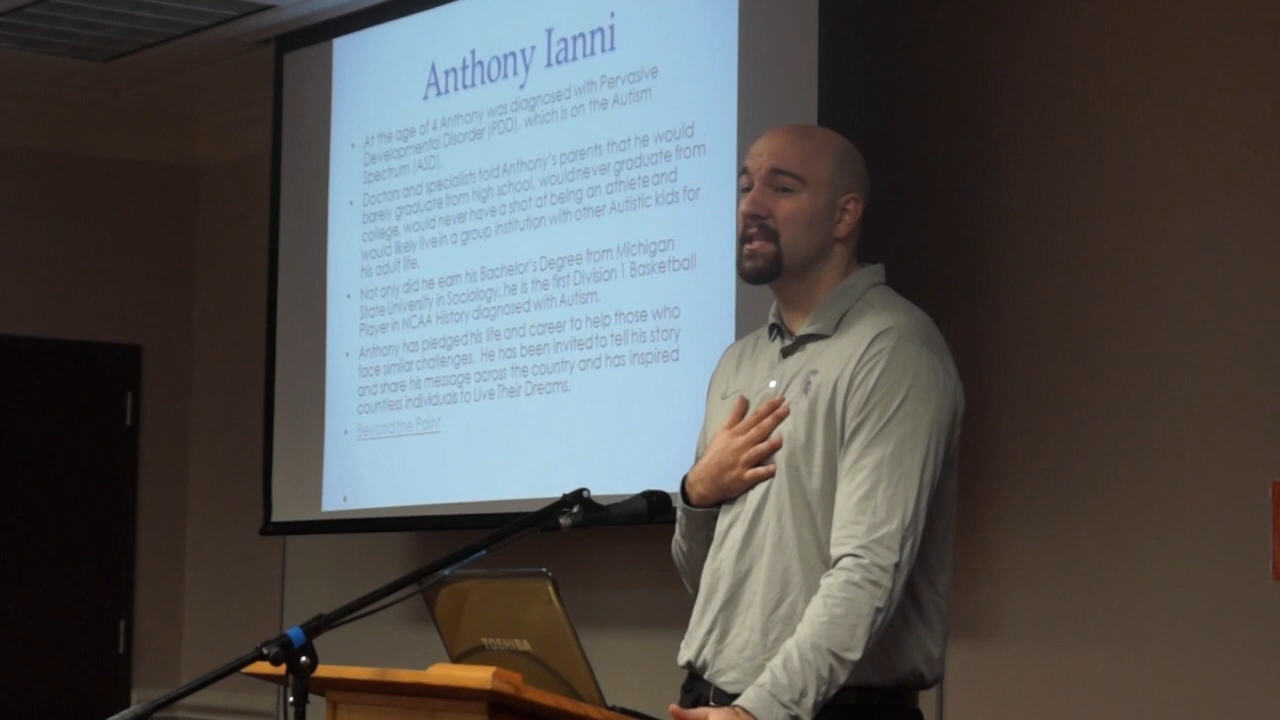 Anthony Ianni
• At the age of 4 Anthony was diagnosed with Pervasive
Developmental Disorder (PDD), which is on the Autism
Spectrum (ASD).
• Doctors and specialists told Anthony's parents that he would
barely graduate from high school, would never graduate from
college, would never have a shot at being an athlete and
would likely live in a group institution with other Autistic kids for
his adult life.
• Not only did he earn his Bachelor's Degree from Michigan
State University in Sociology, he is the first Division 1 Basketball
Player in NCAA History diagnosed with Autism.
• Anthony has pledged his life and career to help those who
face similar challenges. He has been invited to tell his story
and share his message across the country and has inspired
countless individuals to Live Their Dreams.
• Beyond the Point
TOSHIBA